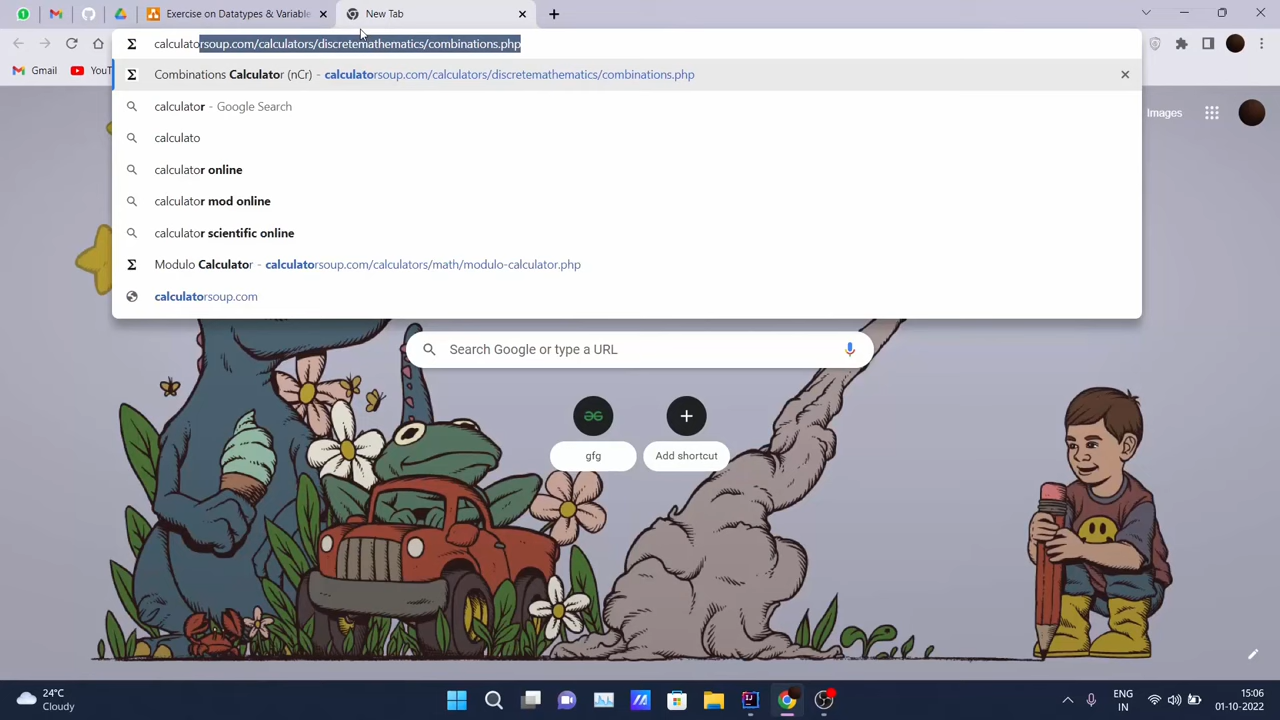 Exercise on Datatypes & Variable
New Tab
calculatorsoup.com/calculators/discretemathematics/combinations.php
Gmail
YouT
Combinations Calculator (nCr) - calculatorsoup.com/calculators/discretemathematics/combinations.php
calculator - Google Search
Images
calculato
calculator online
calculator mod online
calculator scientific online
Modulo Calculator - calculatorsoup.com/calculators/math/modulo-calculator.php
calculatorsoup.com
Search Google or type a URL
gfg
Add shortcut
24°C
Cloudy
ENG
IN
15:06
01-10-2022